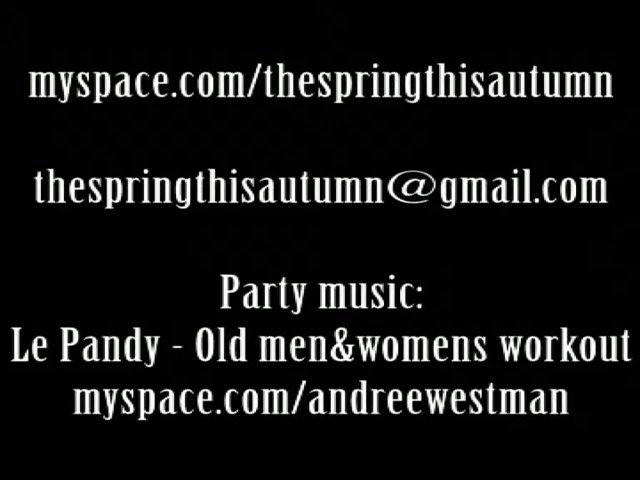 myspace.com/thespringthisautumn
thespringthisautumn@gmail.com
Party music:
Le Pandy - Old men&womens workout
myspace.com/andreewestman